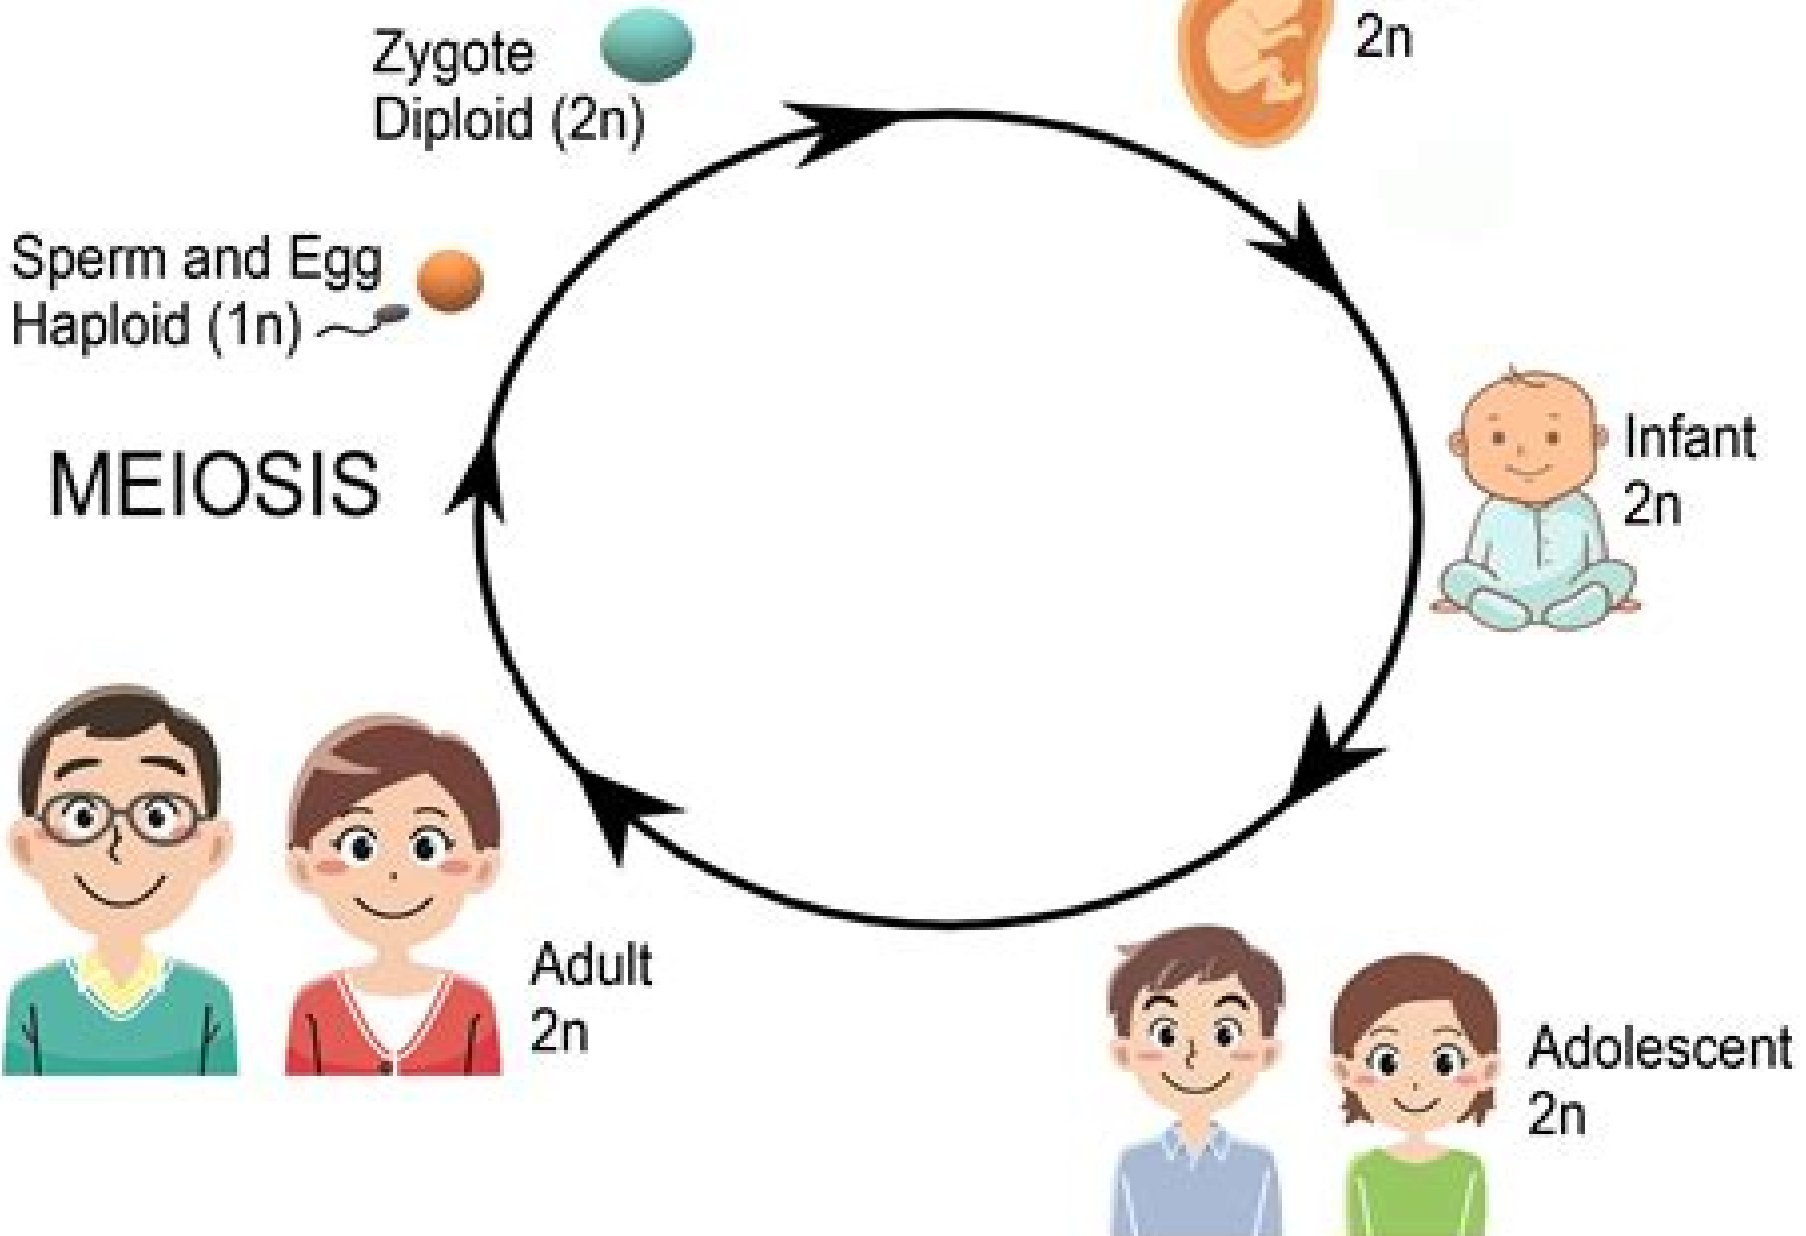 Zygote
Diploid (2n)
2n
Sperm and Egg
Haploid (1n)
MEIOSIS
Infant
2n
Adult
2n
Adolescent
2n